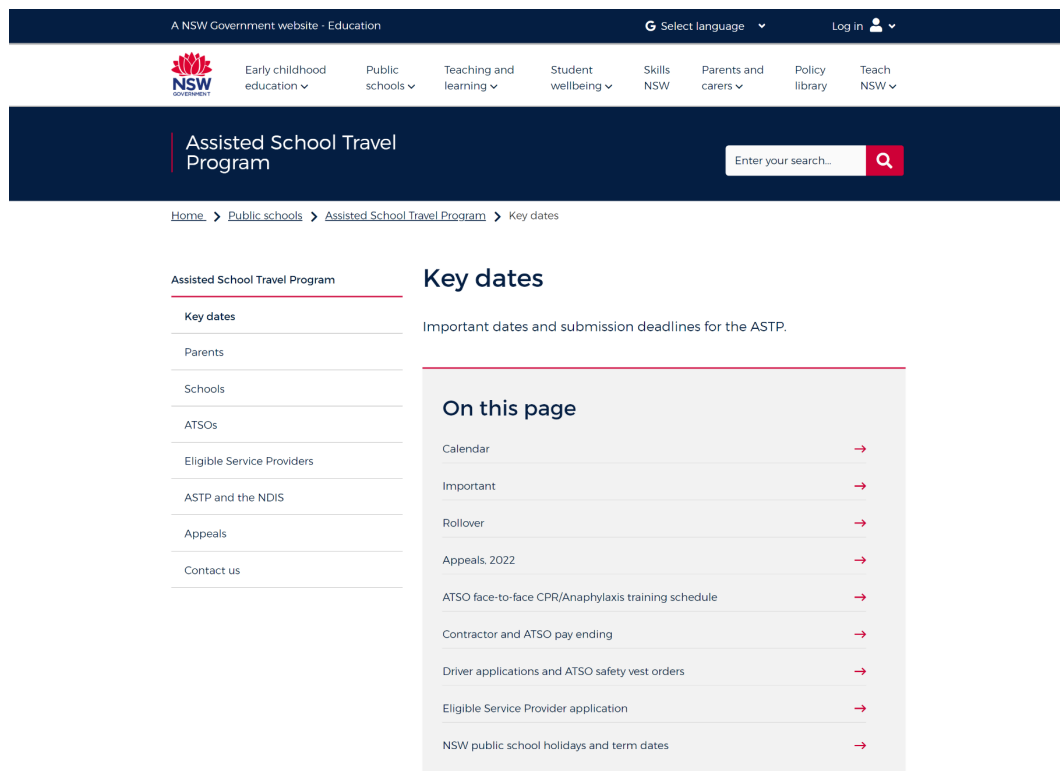 A NSW Government website - Education
G Select language
Log in
NSW
GOVERNMENT
Early childhood
education
Public
schools
Teaching and
learning
Student
wellbeing
Skills
NSW
Parents and
carers
Policy
library
Teach
NSW
Assisted School Travel
Program
Enter your search...
Home > Public schools > Assisted School Travel Program > Key dates
Assisted School Travel Program
Key dates
Parents
Schools
ATSOs
Eligible Service Providers
ASTP and the NDIS
Appeals
Contact us
Key dates
Important dates and submission deadlines for the ASTP.
On this page
Calendar
Important
Rollover
Appeals, 2022
ATSO face-to-face CPR/Anaphylaxis training schedule
Contractor and ATSO pay ending
Driver applications and ATSO safety vest orders
Eligible Service Provider application
NSW public school holidays and term dates